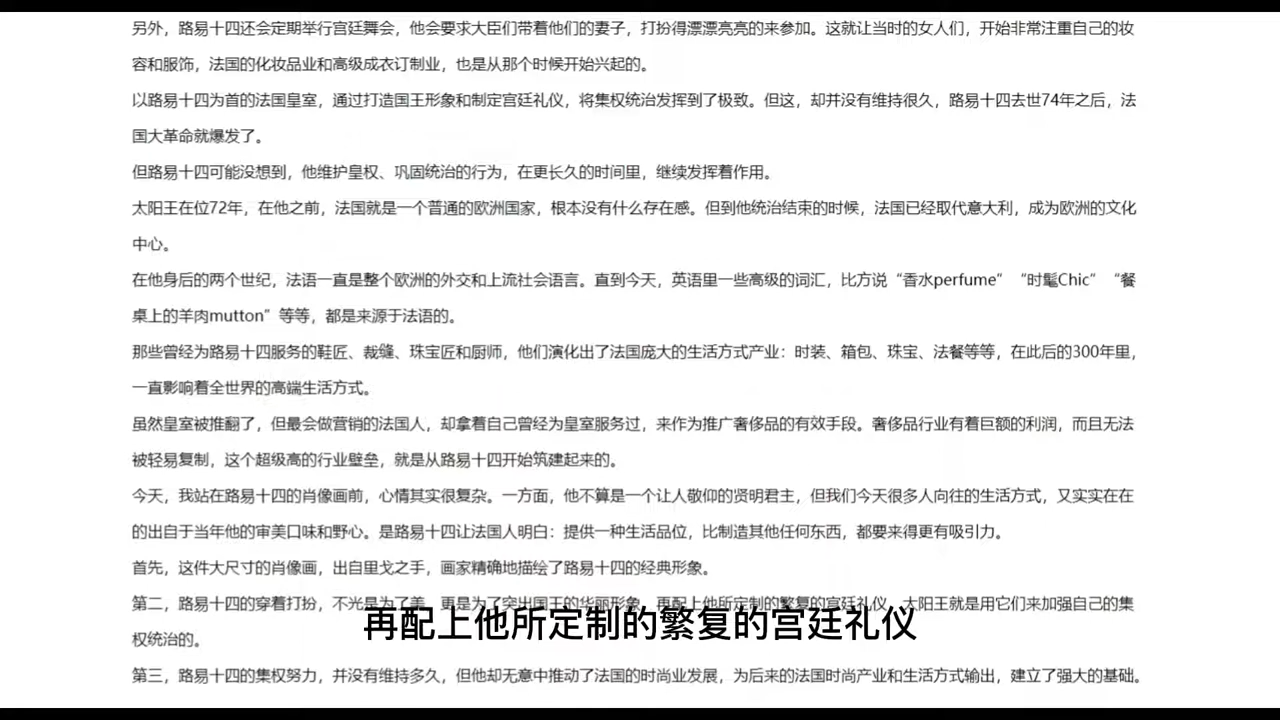 另外，路易十四还会定期举行宫廷舞会，他会要求大臣们带着他们的妻子，打扮得漂漂亮亮的来参加。这就让当时的女人们，开始非常注重自己的妆
容和服饰，法国的化妆品业和高级成衣订制业，也是从那个时候开始兴起的。
以路易十四为首的法国皇室，通过打造国王形象和制定宫廷礼仪，将集权统治发挥到了极致。但这，却并没有维持很久，路易十四去世74年之后，法
国大革命就爆发了。
但路易十四可能没想到，他维护皇权、巩固统治的行为，在更长久的时间里，继续发挥着作用。
太阳王在位72年，在他之前，法国就是一个普通的欧洲国家，根本没有什么存在感。但到他统治结束的时候，法国已经取代意大利，成为欧洲的文化
中心。
在他身后的两个世纪，法语一直是整个欧洲的外交和上流社会语言。直到今天，英语里一些高级的词汇，比方说“香水perfume”“时髦Chic”“餐
桌上的羊肉mutton”等等，都是来源于法语的。
那些曾经为路易十四服务的鞋匠、裁缝、珠宝匠和厨师，他们演化出了法国庞大的生活方式产业：时装、箱包、珠宝、法餐等等，在此后的300年里，
一直影响着全世界的高端生活方式。
虽然皇室被推翻了，但最会做营销的法国人，却拿着自己曾经为皇室服务过，来作为推广奢侈品的有效手段。奢侈品行业有着巨额的利润，而且无法
被轻易复制，这个超级高的行业壁垒，就是从路易十四开始筑建起来的。
今天，我站在路易十四的肖像画前，心情其实很复杂。一方面，他不算是一个让人敬仰的贤明君主，但我们今天很多人向往的生活方式，又实实在在
的出自于当年他的审美口味和野心。是路易十四让法国人明白：提供一种生活品位，比制造其他任何东西，都要来得更有吸引力。
首先，这件大尺寸的肖像画，出自里戈之手，画家精确地描绘了路易十四的经典形象。
第二，路易十四的穿着打扮，不光是为了美，更是为了突出国王的华丽形象，再配上他所定制的繁复的宫廷礼仪，太阳王就是用它们来加强自己的集
权统治的。
再配上他所定制的繁复的宫廷礼仪
第三，路易十四的集权努力，并没有维持多久，但他却无意中推动了法国的时尚业发展，为后来的法国时尚产业和生活方式输出，建立了强大的基础。